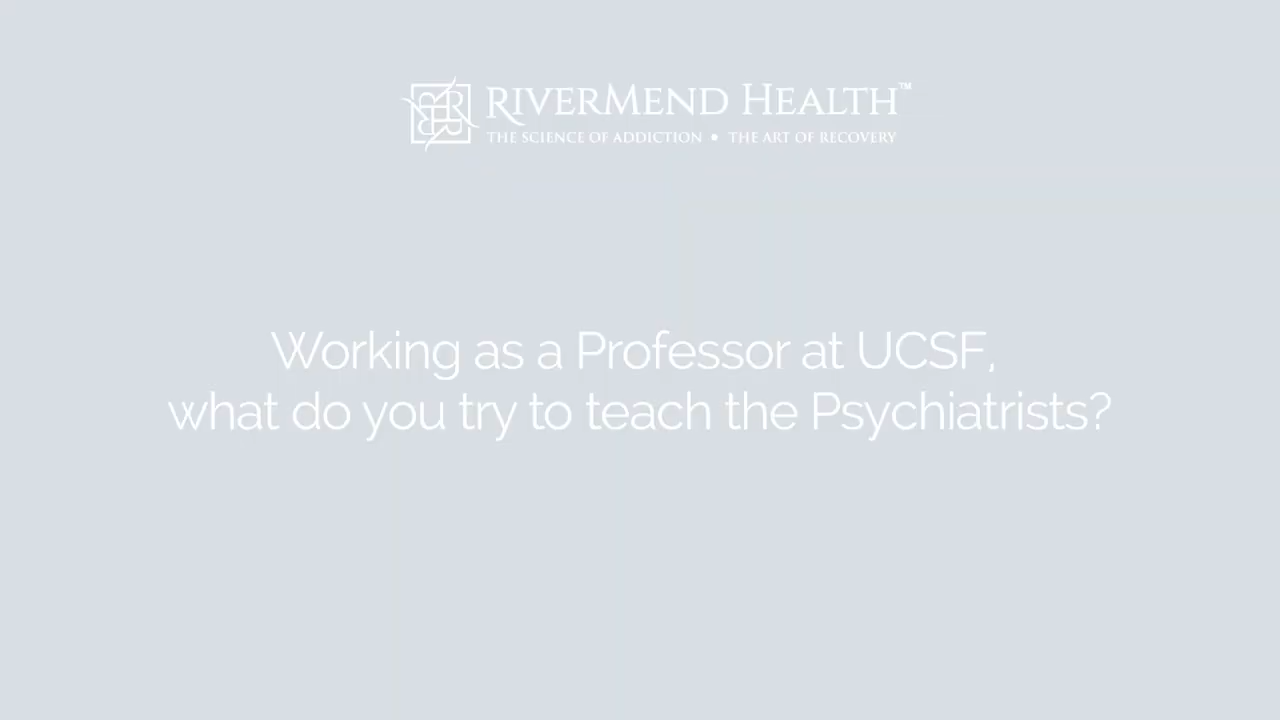 RIVERMEND HEALTH™
THE SCIENCE OF ADDICTION • THE ART OF RECOVERY
Working as a Professor at UCSF,
what do you try to teach the Psychiatrists?